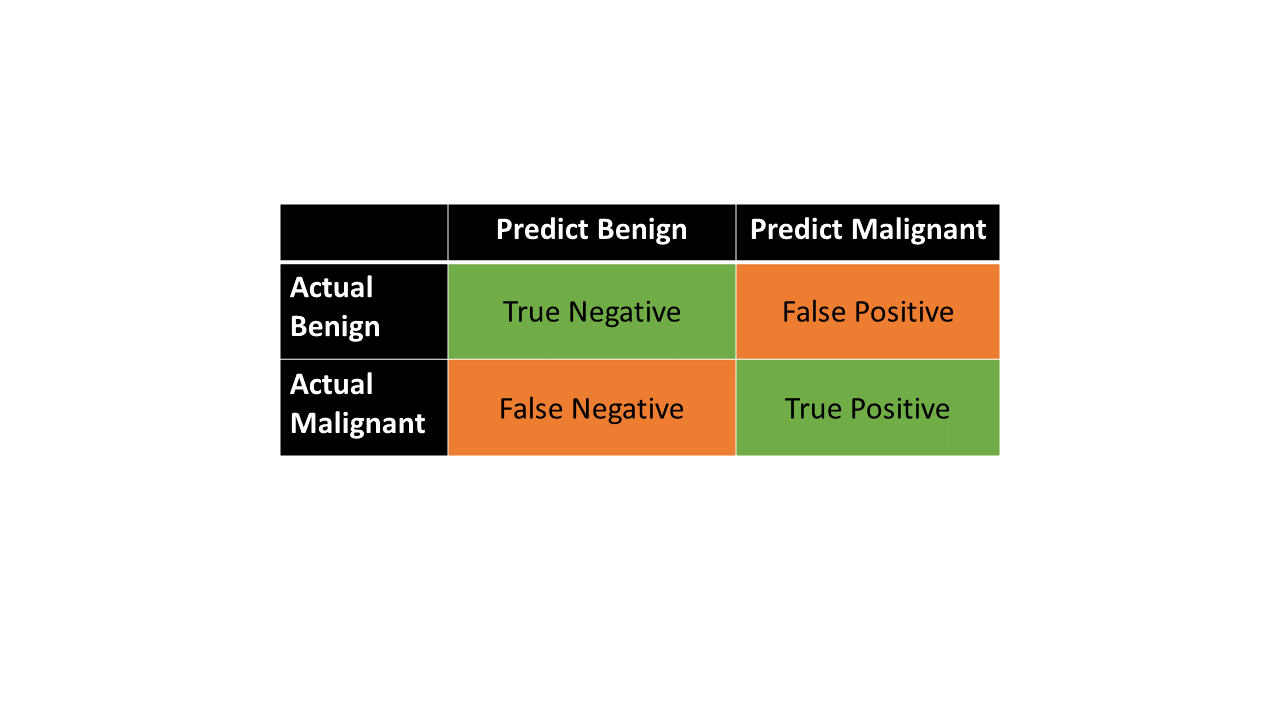 Predict Benign
Predict Malignant
Actual
Benign
True Negative
False Positive
Actual
Malignant
False Negative
True Positive